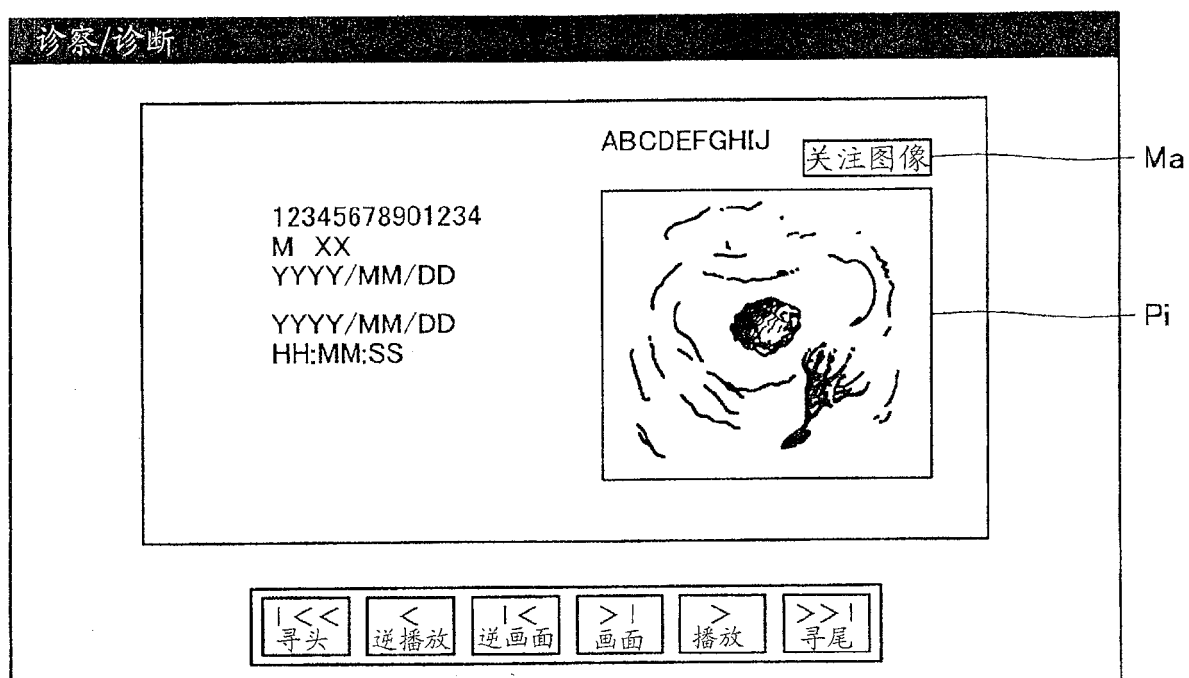 诊察/诊断
ABCDEFGHIJ
关注图像
Ma
12345678901234
M XX
YYYY/MM/DD
YYYY/MM/DD
HH:MM:SS
Pi
|<< < |< >| > >>|
寻头 逆播放 逆画面 画面 播放 寻尾